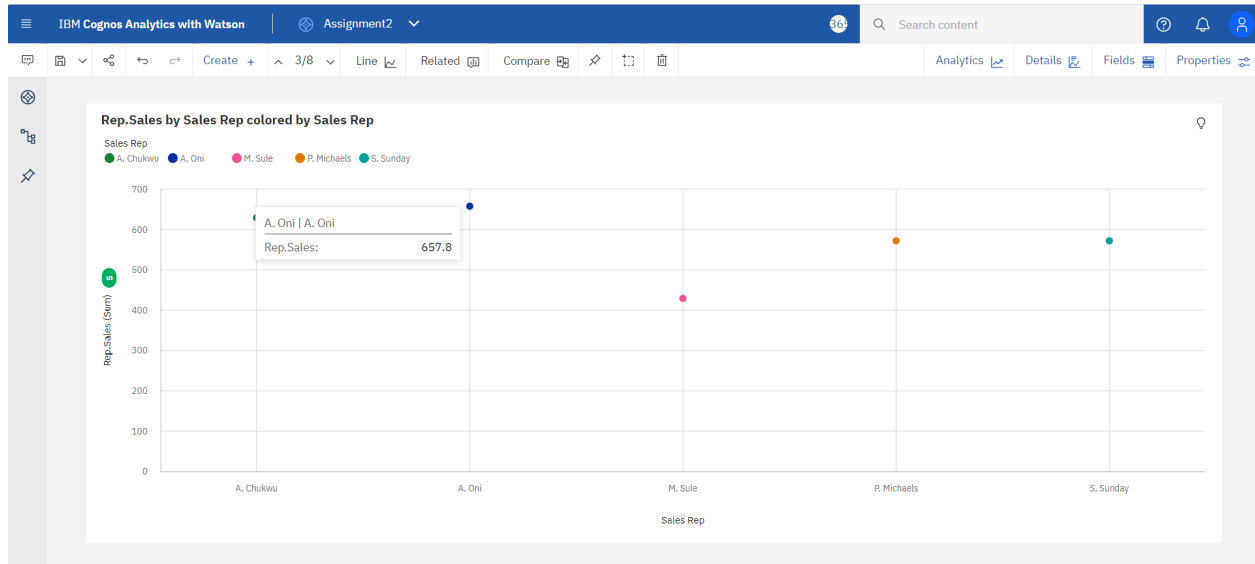 IBM Cognos Analytics with Watson
Assignment2
365
Search content
Create + 3/8 Line Related Compare
Analytics Details Fields Properties
Rep.Sales by Sales Rep colored by Sales Rep
Sales Rep
A. Chukwu A. Oni M. Sule P. Michaels S. Sunday
700
600
500
400
300
200
100
0
5
Rep.Sales (Sum)
A. Oni | A. Oni
Rep.Sales: 657.8
A. Chukwu A. Oni M. Sule P. Michaels S. Sunday
Sales Rep